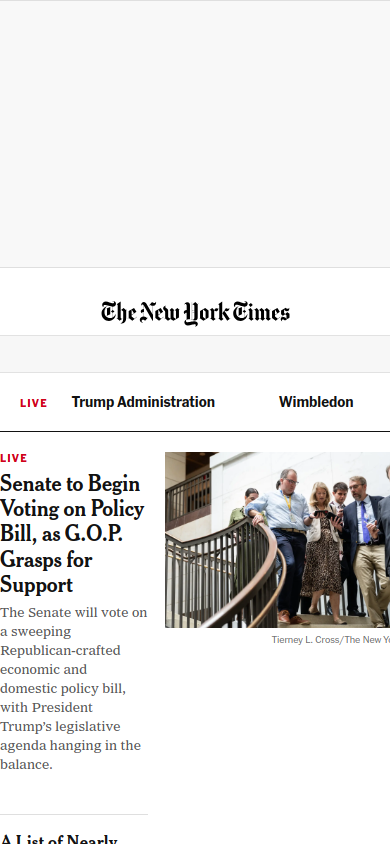 The New York Times
LIVE Trump Administration Wimbledon
LIVE
Senate to Begin
Voting on Policy
Bill, as G.O.P.
Grasps for
Support
The Senate will vote on
a sweeping
Republican-crafted
economic and
domestic policy bill,
with President
Trump’s legislative
agenda hanging in the
balance.
Tierney L. Cross/The New Yo
A List of Nearly